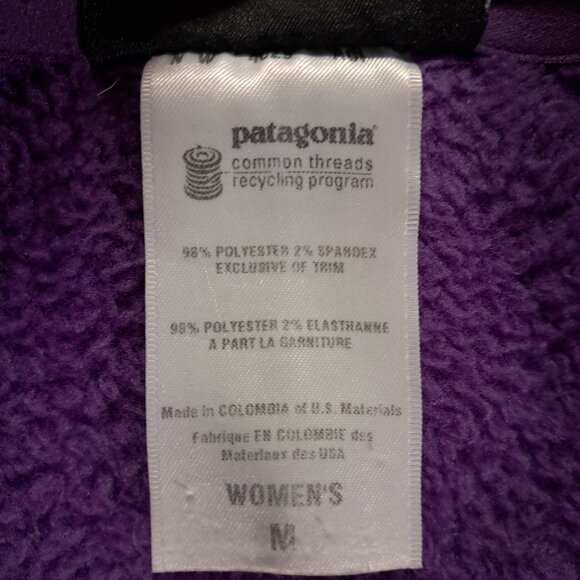 patagonia®
common threads
recycling program
98% POLYESTER 2% SPANDEX
EXCLUSIVE OF TRIM
98% POLYESTER 2% ELASTHANNE
A PART LA GARNITURE
Made in COLOMBIA of U.S. Materials
Fabrique EN COLOMBIE des
Materiaux des USA
WOMEN'S
M